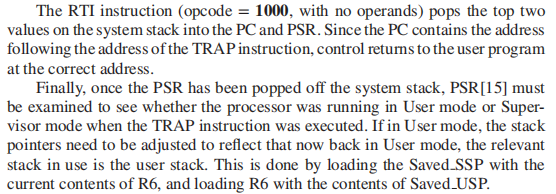 The RTI instruction (opcode = 1000, with no operands) pops the top two
values on the system stack into the PC and PSR. Since the PC contains the address
following the address of the TRAP instruction, control returns to the user program
at the correct address.
Finally, once the PSR has been popped off the system stack, PSR[15] must
be examined to see whether the processor was running in User mode or Super-
visor mode when the TRAP instruction was executed. If in User mode, the stack
pointers need to be adjusted to reflect that now back in User mode, the relevant
stack in use is the user stack. This is done by loading the Saved_SSP with the
current contents of R6, and loading R6 with the contents of Saved_USP.